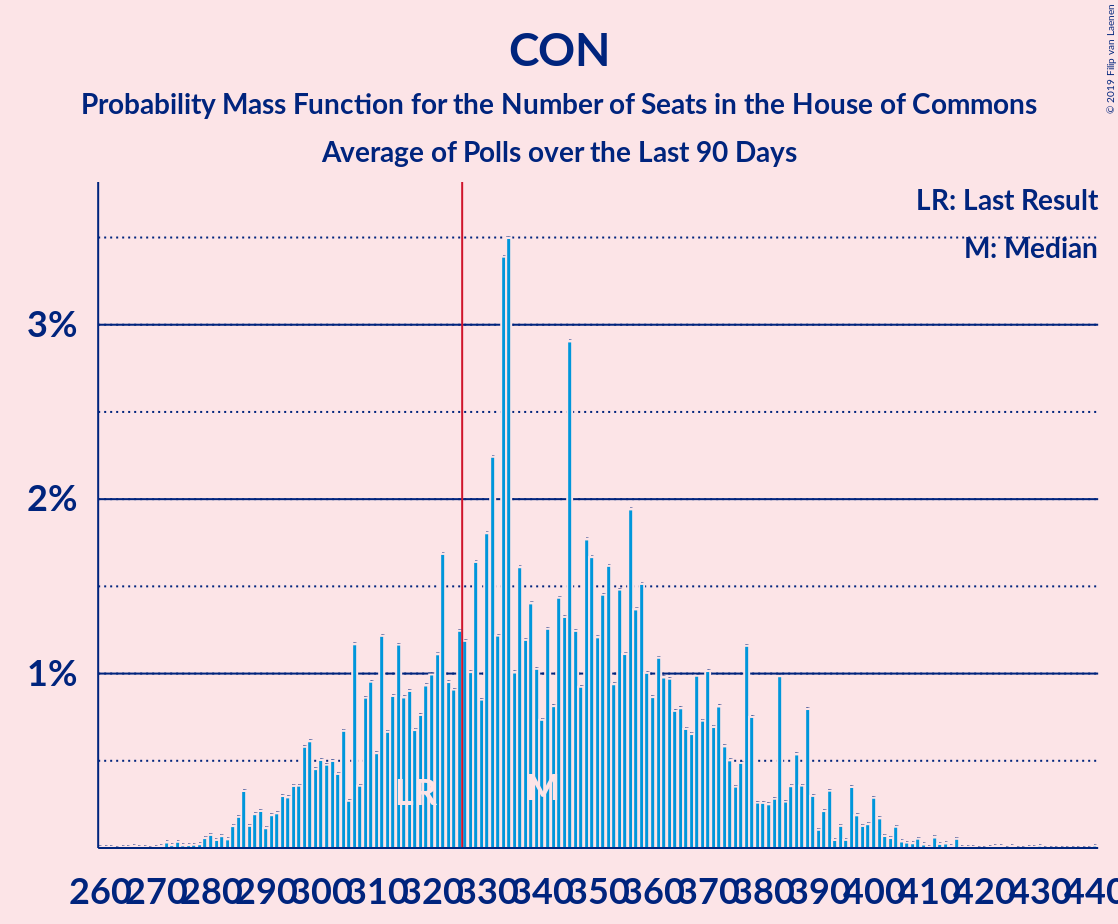 CON
Probability Mass Function for the Number of Seats in the House of Commons
Average of Polls over the Last 90 Days
© 2019 Filip van Laenen
LR: Last Result
M: Median
3%
2%
1%
LR M
260 270 280 290 300 310 320 330 340 350 360 370 380 390 400 410 420 430 440